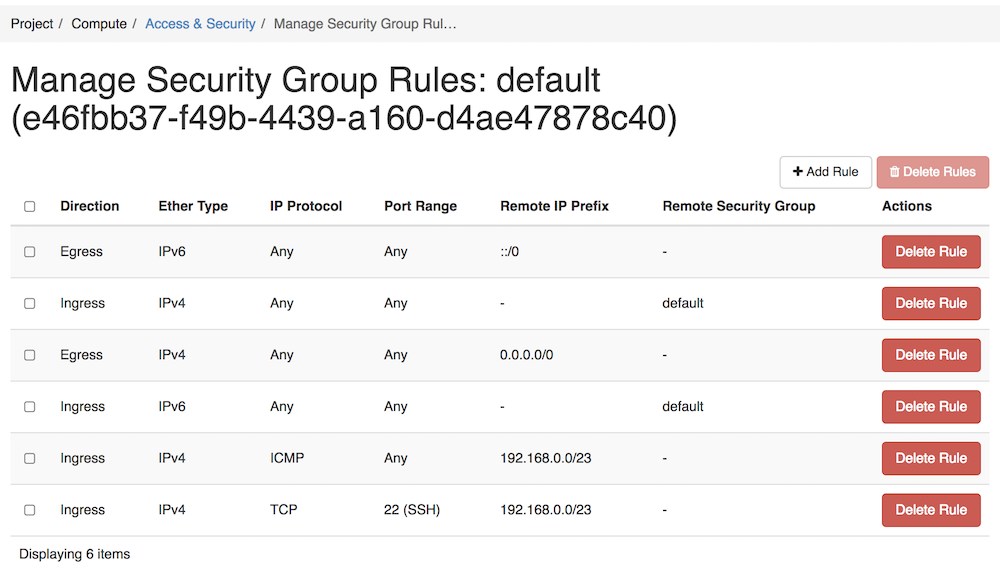 Project / Compute / Access & Security / Manage Security Group Rul...
Manage Security Group Rules: default
(e46fbb37-f49b-4439-a160-d4ae47878c40)
+ Add Rule Delete Rules
Direction Ether Type IP Protocol Port Range Remote IP Prefix Remote Security Group Actions
Egress IPv6 Any Any ::/0 - Delete Rule
Ingress IPv4 Any Any - default Delete Rule
Egress IPv4 Any Any 0.0.0.0/0 - Delete Rule
Ingress IPv6 Any Any - default Delete Rule
Ingress IPv4 ICMP Any 192.168.0.0/23 - Delete Rule
Ingress IPv4 TCP 22 (SSH) 192.168.0.0/23 - Delete Rule
Displaying 6 items